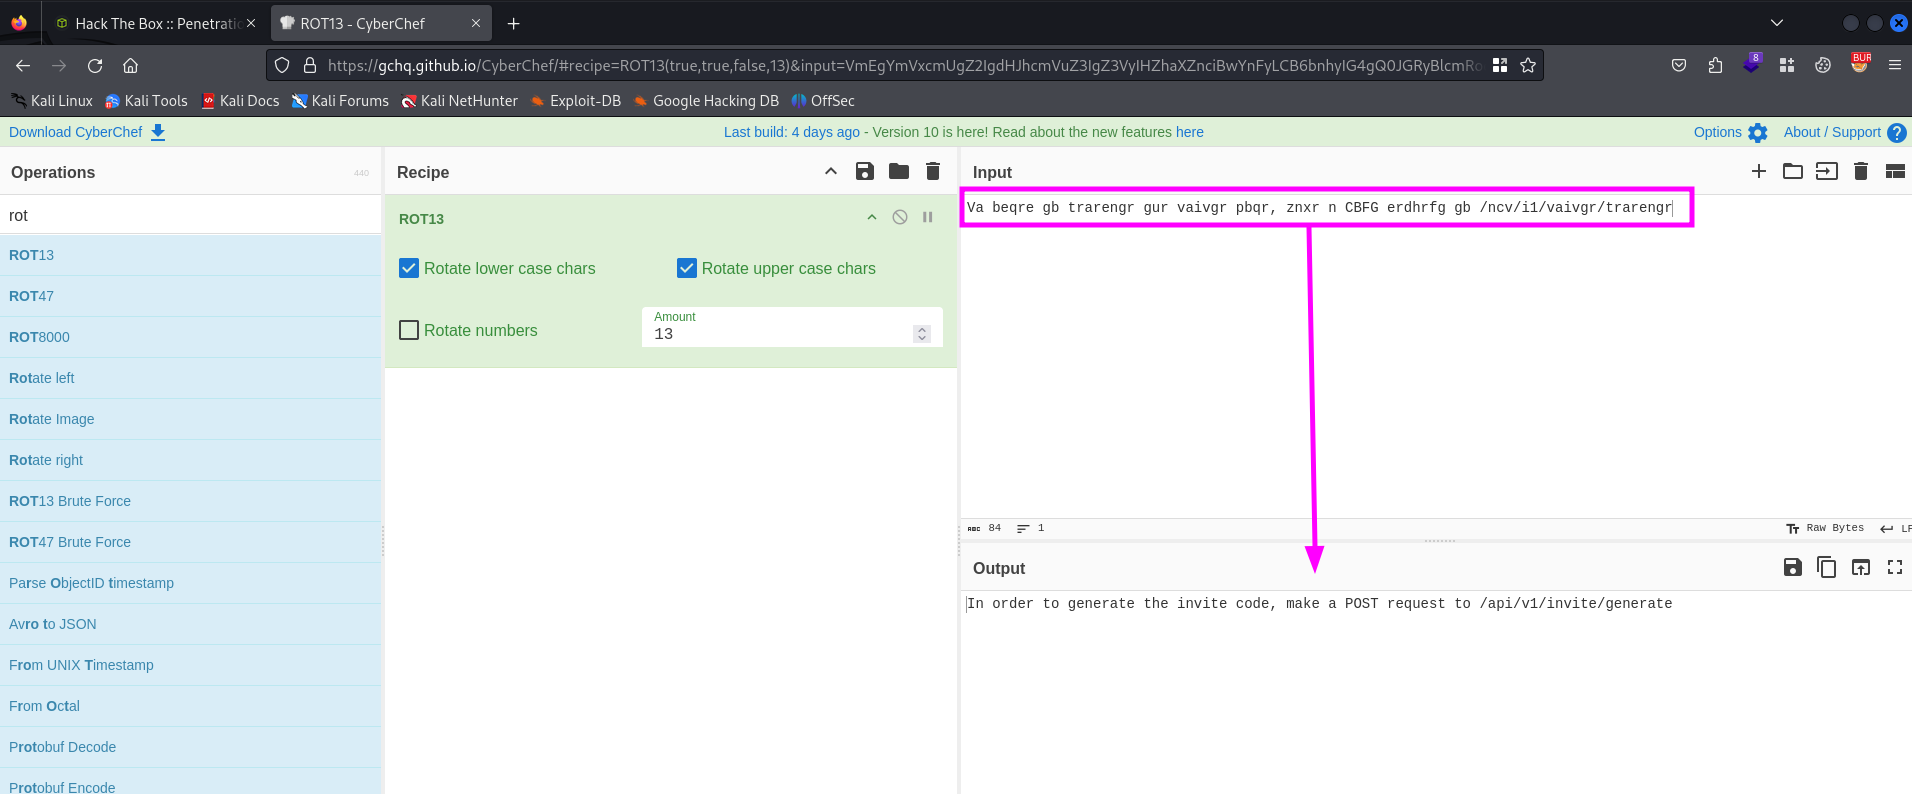 Hack The Box :: Penetratio
ROT13 - CyberChef
https://gchq.github.io/CyberChef/#recipe=ROT13(true,true,false,13)&input=VmEgYmVxcmUgZ2IgdHJhcmVuZ3IgZ3VyIHZhaXZnciBwYnFyLCB6bnhyIG4gQ0JGRyBlcmRo
8
BUR
Kali Linux
Kali Tools
Kali Docs
Kali Forums
Kali NetHunter
Exploit-DB
Google Hacking DB
OffSec
Download CyberChef
Last build: 4 days ago - Version 10 is here! Read about the new features here
Options
About / Support
Operations
440
rot
ROT13
ROT47
ROT8000
Rotate left
Rotate Image
Rotate right
ROT13 Brute Force
ROT47 Brute Force
Parse ObjectID timestamp
Avro to JSON
From UNIX Timestamp
From Octal
Protobuf Decode
Protobuf Encode
Recipe
ROT13
Rotate lower case chars
Rotate upper case chars
Rotate numbers
Amount
13
Input
Va beqre gb trarengr gur vaivgr pbqr, znxr n CBFG erdhrfg gb /ncv/i1/vaivgr/trarengr
ABC 84
1
Raw Bytes
LF
Output
In order to generate the invite code, make a POST request to /api/v1/invite/generate